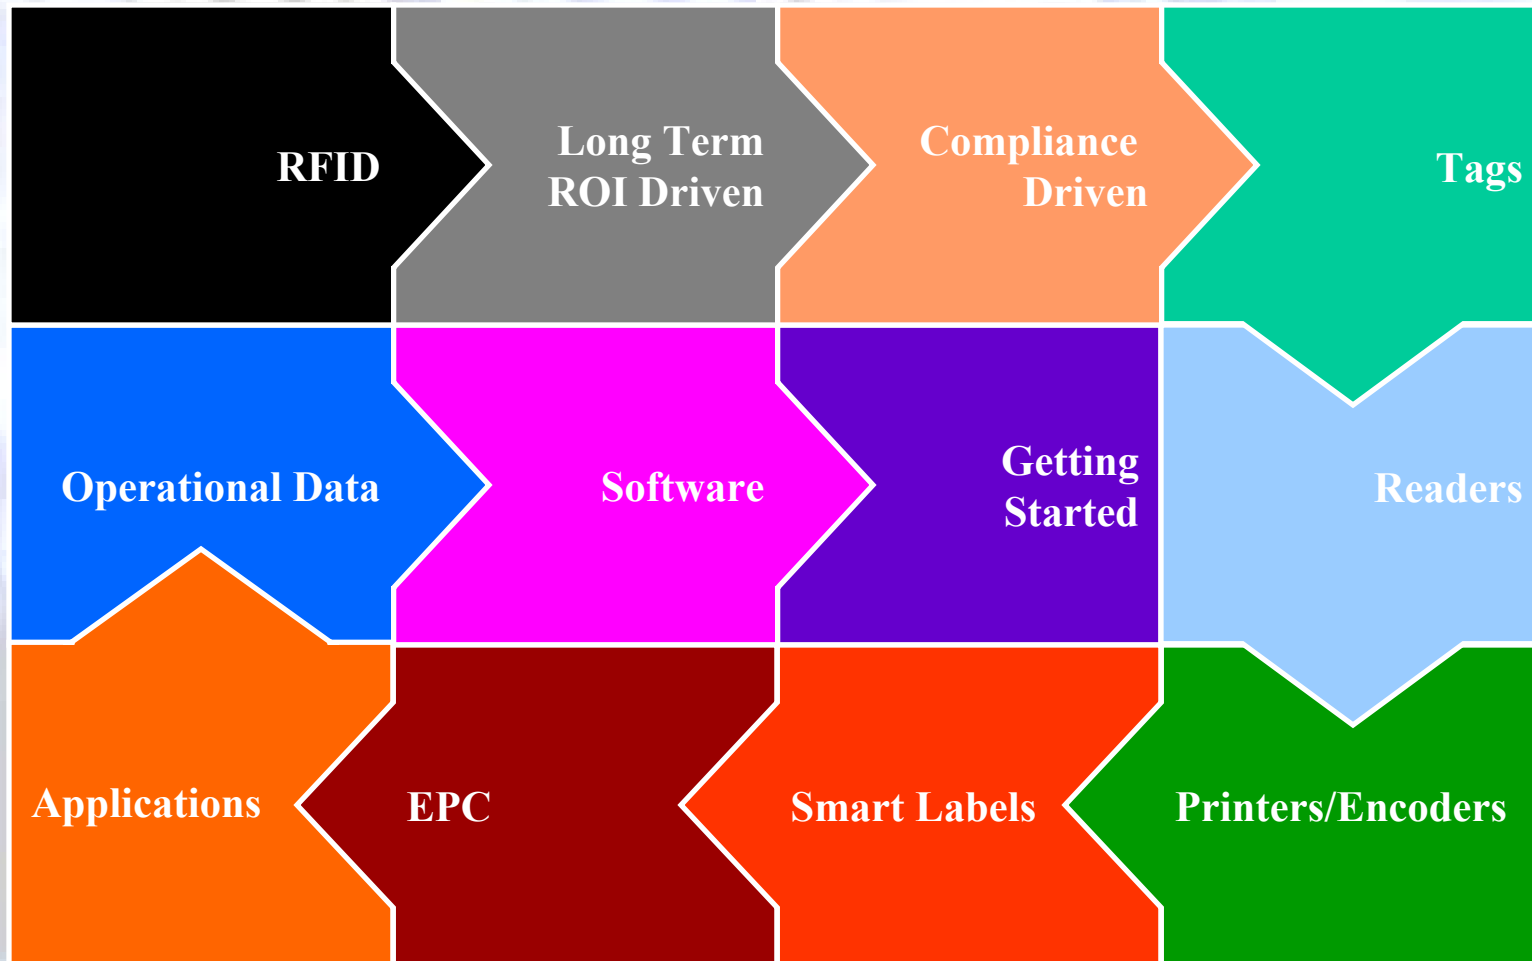 RFID
Long Term
ROI Driven
Compliance
Driven
Tags
Operational Data
Software
Getting
Started
Readers
Applications
EPC
Smart Labels
Printers/Encoders